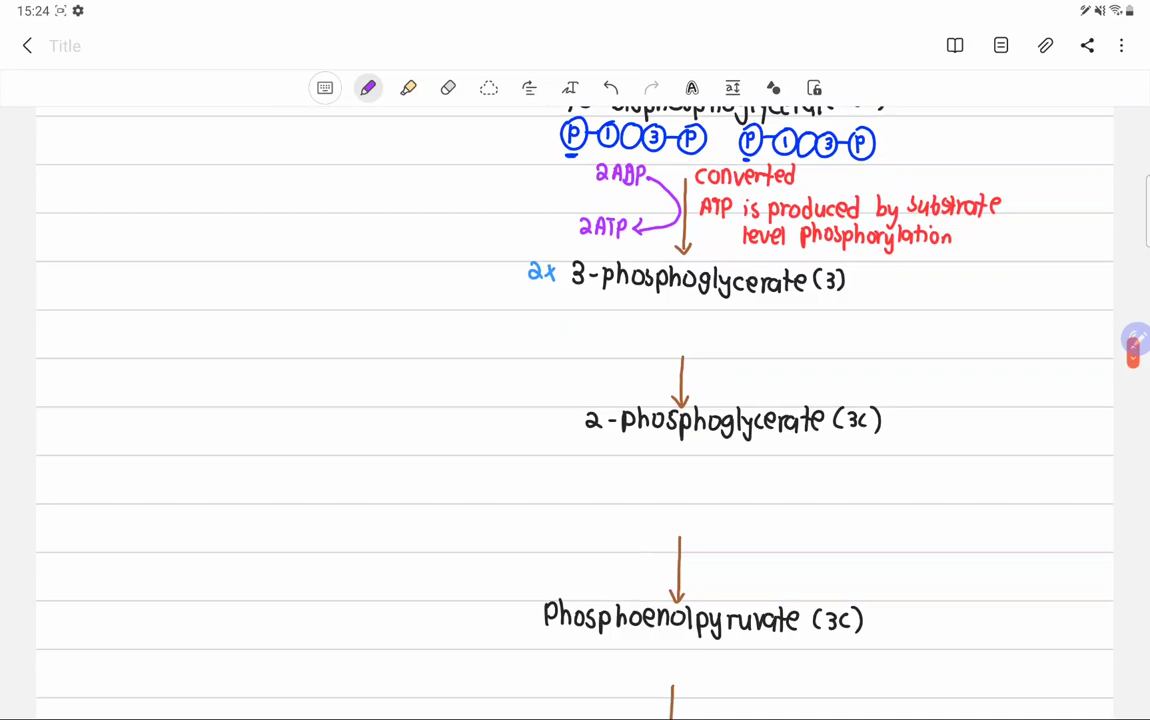 15:24
Title
P 1 3 P P 1 3 P
2ADP converted
ATP is produced by substrate
2ATP level phosphorylation
2x 3-phosphoglycerate (3)
2-phosphoglycerate (3C)
Phosphoenolpyruvate (3C)